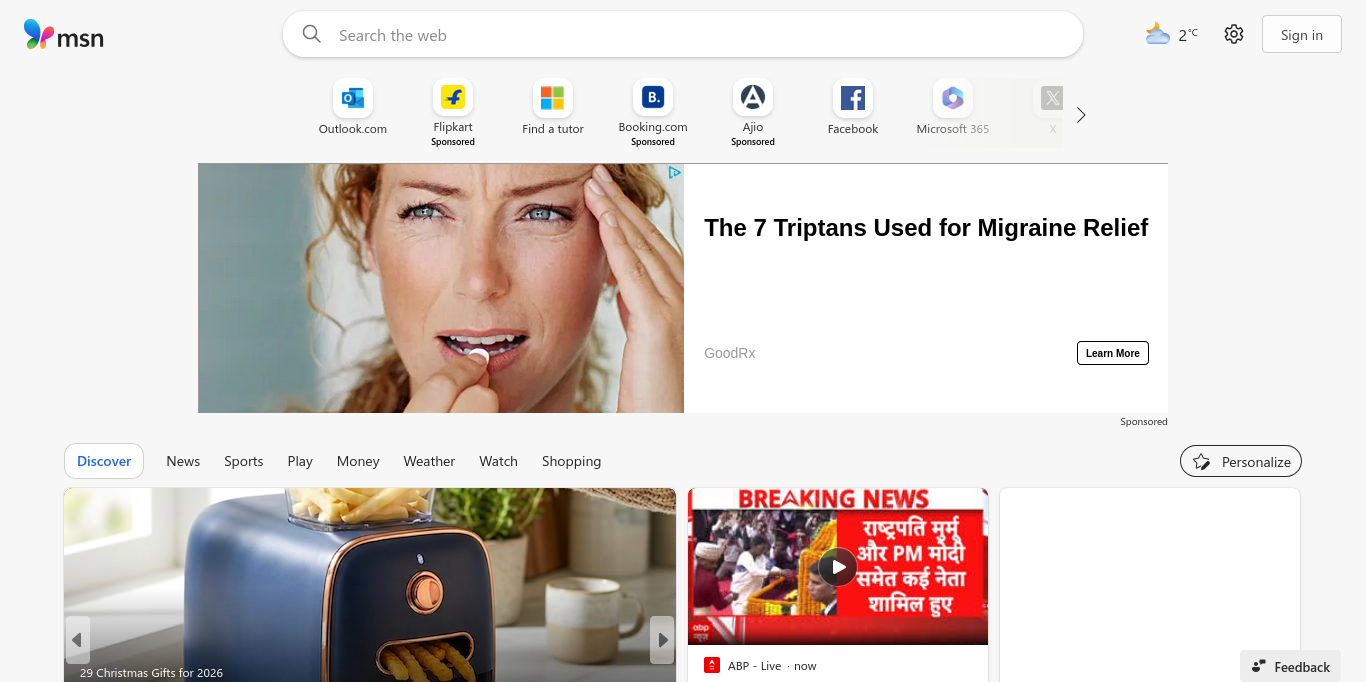 msn
Search the web
2°C
Sign in
Outlook.com
Flipkart
Sponsored
Find a tutor
Booking.com
Sponsored
Ajio
Sponsored
Facebook
Microsoft 365
X
The 7 Triptans Used for Migraine Relief
GoodRx
Learn More
Sponsored
Discover
News
Sports
Play
Money
Weather
Watch
Shopping
Personalize
29 Christmas Gifts for 2026
BREAKING NEWS
राष्ट्रपति मुर्मू
और PM मोदी
समेत कई नेता
शामिल हुए
abp
न्यूज़
ABP - Live · now
Feedback